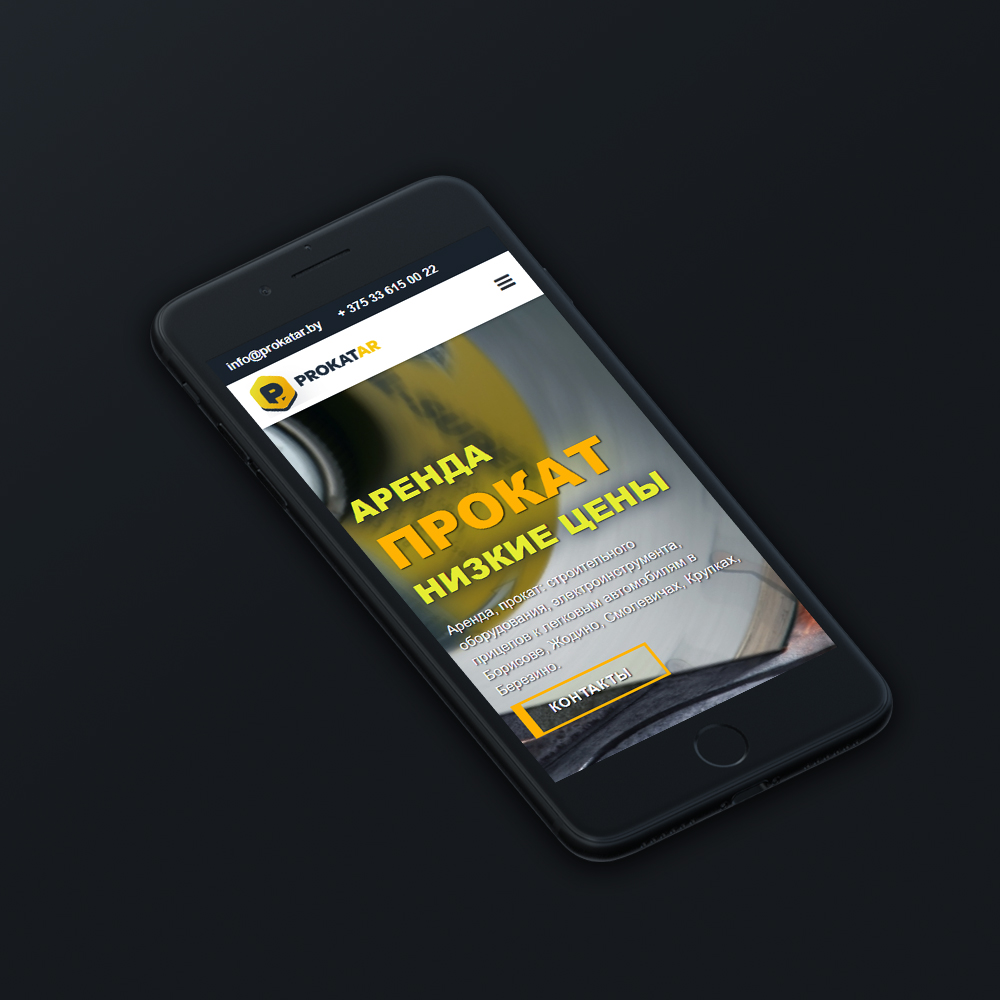 info@prokatar.by + 375 33 615 00 22
PROKATAR
АРЕНДА
ПРОКАТ
НИЗКИЕ ЦЕНЫ
Аренда, прокат: строительного
оборудования, электроинструмента,
прицепов к легковым автомобилям в
Борисове, Жодино, Смолевичах, Крупках,
Березино.
КОНТАКТЫ